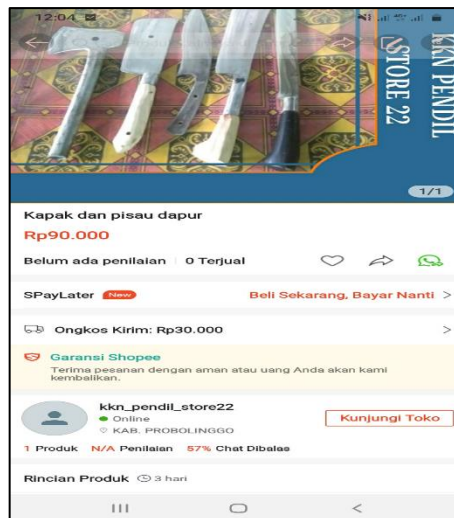 12:04
KKN PENDIL
STORE 22
1/1
Kapak dan pisau dapur
Rp90.000
Belum ada penilaian 0 Terjual
SPayLater New Beli Sekarang, Bayar Nanti >
Ongkos Kirim: Rp30.000 >
Garansi Shopee
Terima pesanan dengan aman atau uang Anda akan kami
kembalikan.
kkn_pendil_store22
Online
KAB. PROBOLINGGO
Kunjungi Toko
1 Produk N/A Penilaian 57% Chat Dibalas
Rincian Produk 3 hari